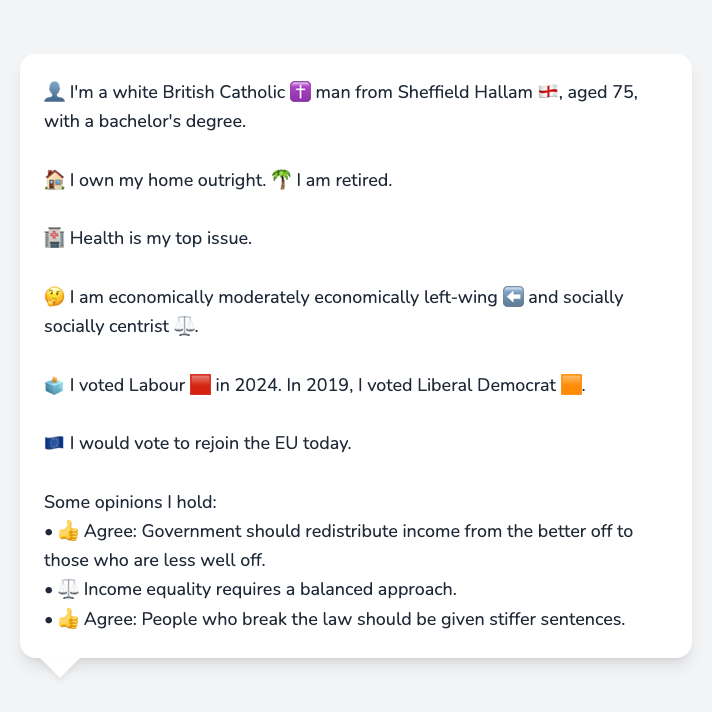 👤 I'm a white British Catholic ✝️ man from Sheffield Hallam 🏴󠁧󠁢󠁥󠁮󠁧󠁿, aged 75,
with a bachelor's degree.
🏠 I own my home outright. 🌴 I am retired.
🏥 Health is my top issue.
🤔 I am economically moderately economically left-wing ⬅️ and socially
socially centrist ⚖️.
🗳️ I voted Labour 🟥 in 2024. In 2019, I voted Liberal Democrat 🟧.
🇪🇺 I would vote to rejoin the EU today.
Some opinions I hold:
• 👍 Agree: Government should redistribute income from the better off to
those who are less well off.
• ⚖️ Income equality requires a balanced approach.
• 👍 Agree: People who break the law should be given stiffer sentences.